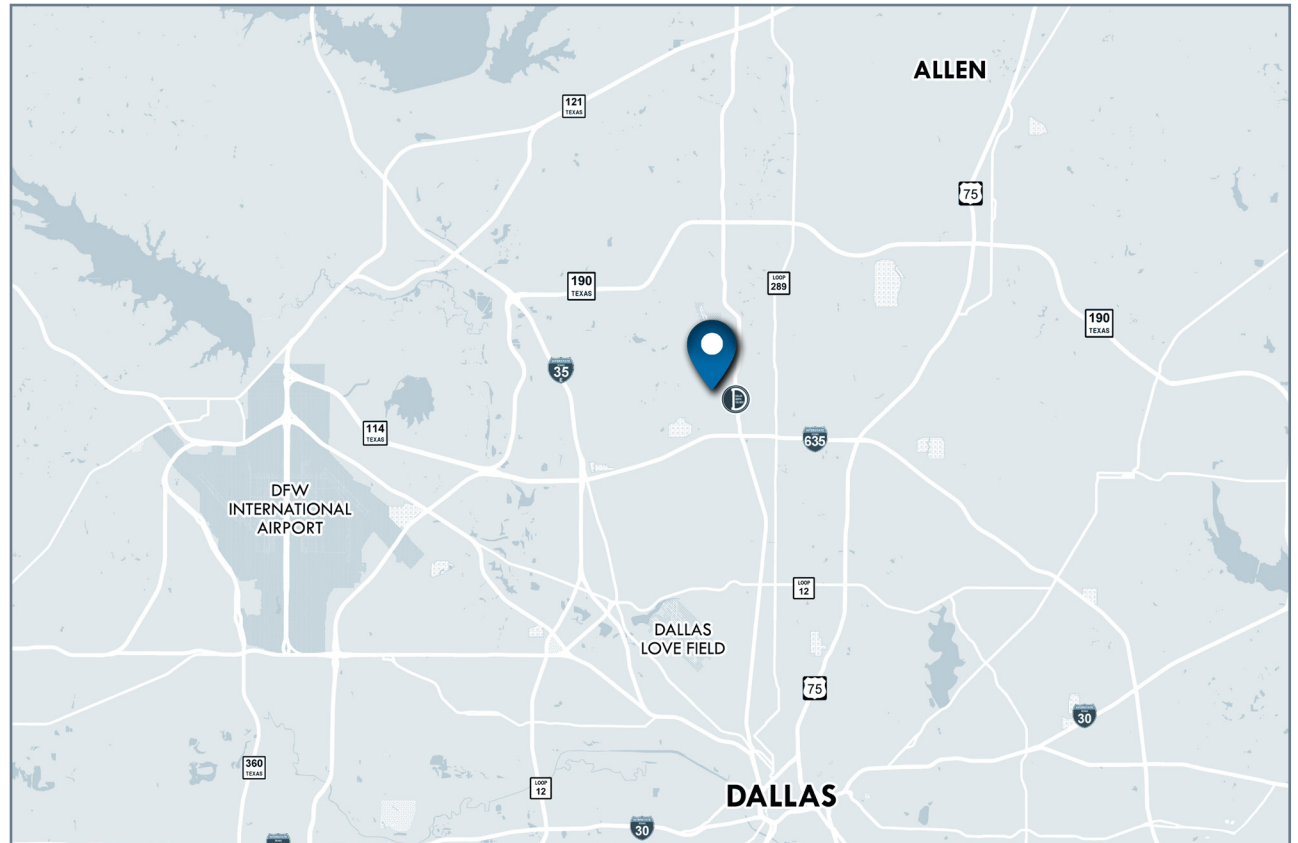 ALLEN
121
TEXAS
75
190
TEXAS
LOOP
289
190
TEXAS
35
D
114
TEXAS
635
DFW
INTERNATIONAL
AIRPORT
LOOP
12
DALLAS
LOVE FIELD
75
30
360
TEXAS
LOOP
12
DALLAS
30